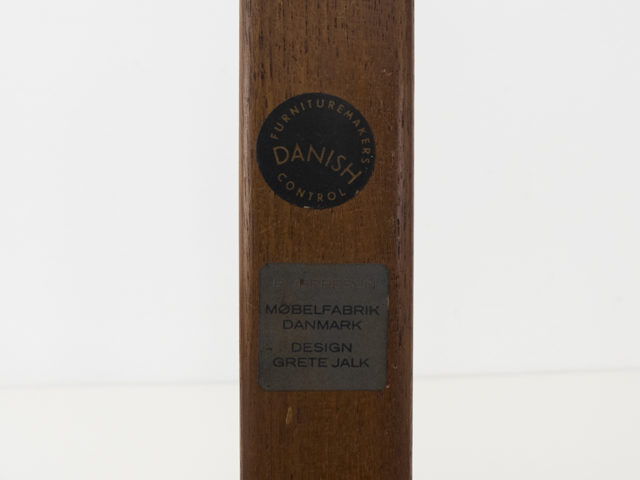 FURNITUREMAKERS'
DANISH
CONTROL
MØBELFABRIK
DANMARK
DESIGN
GRETE JALK